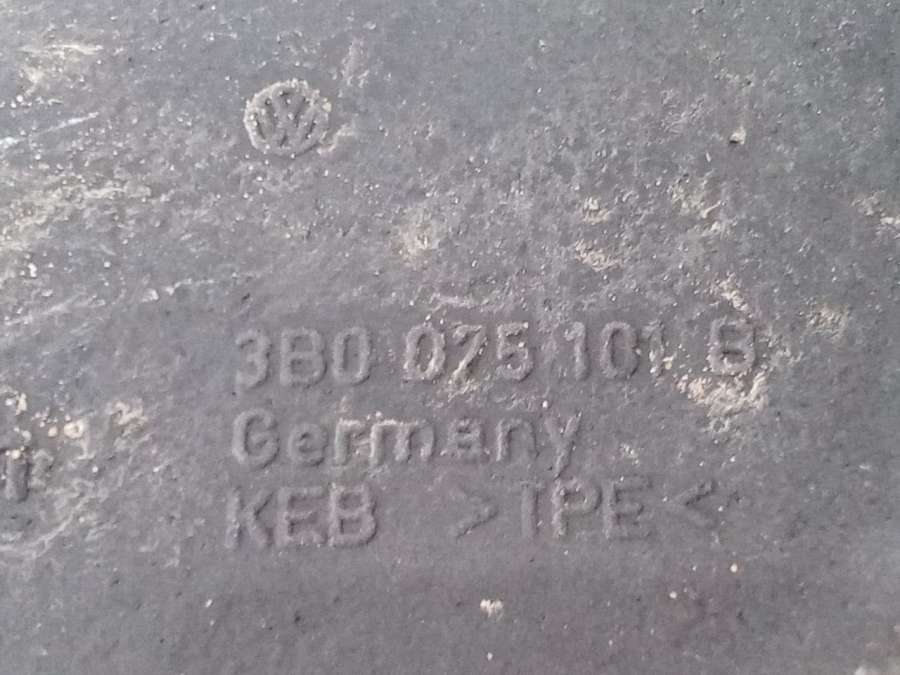 3B0 075 101 B
Germany
KEB >TPE<